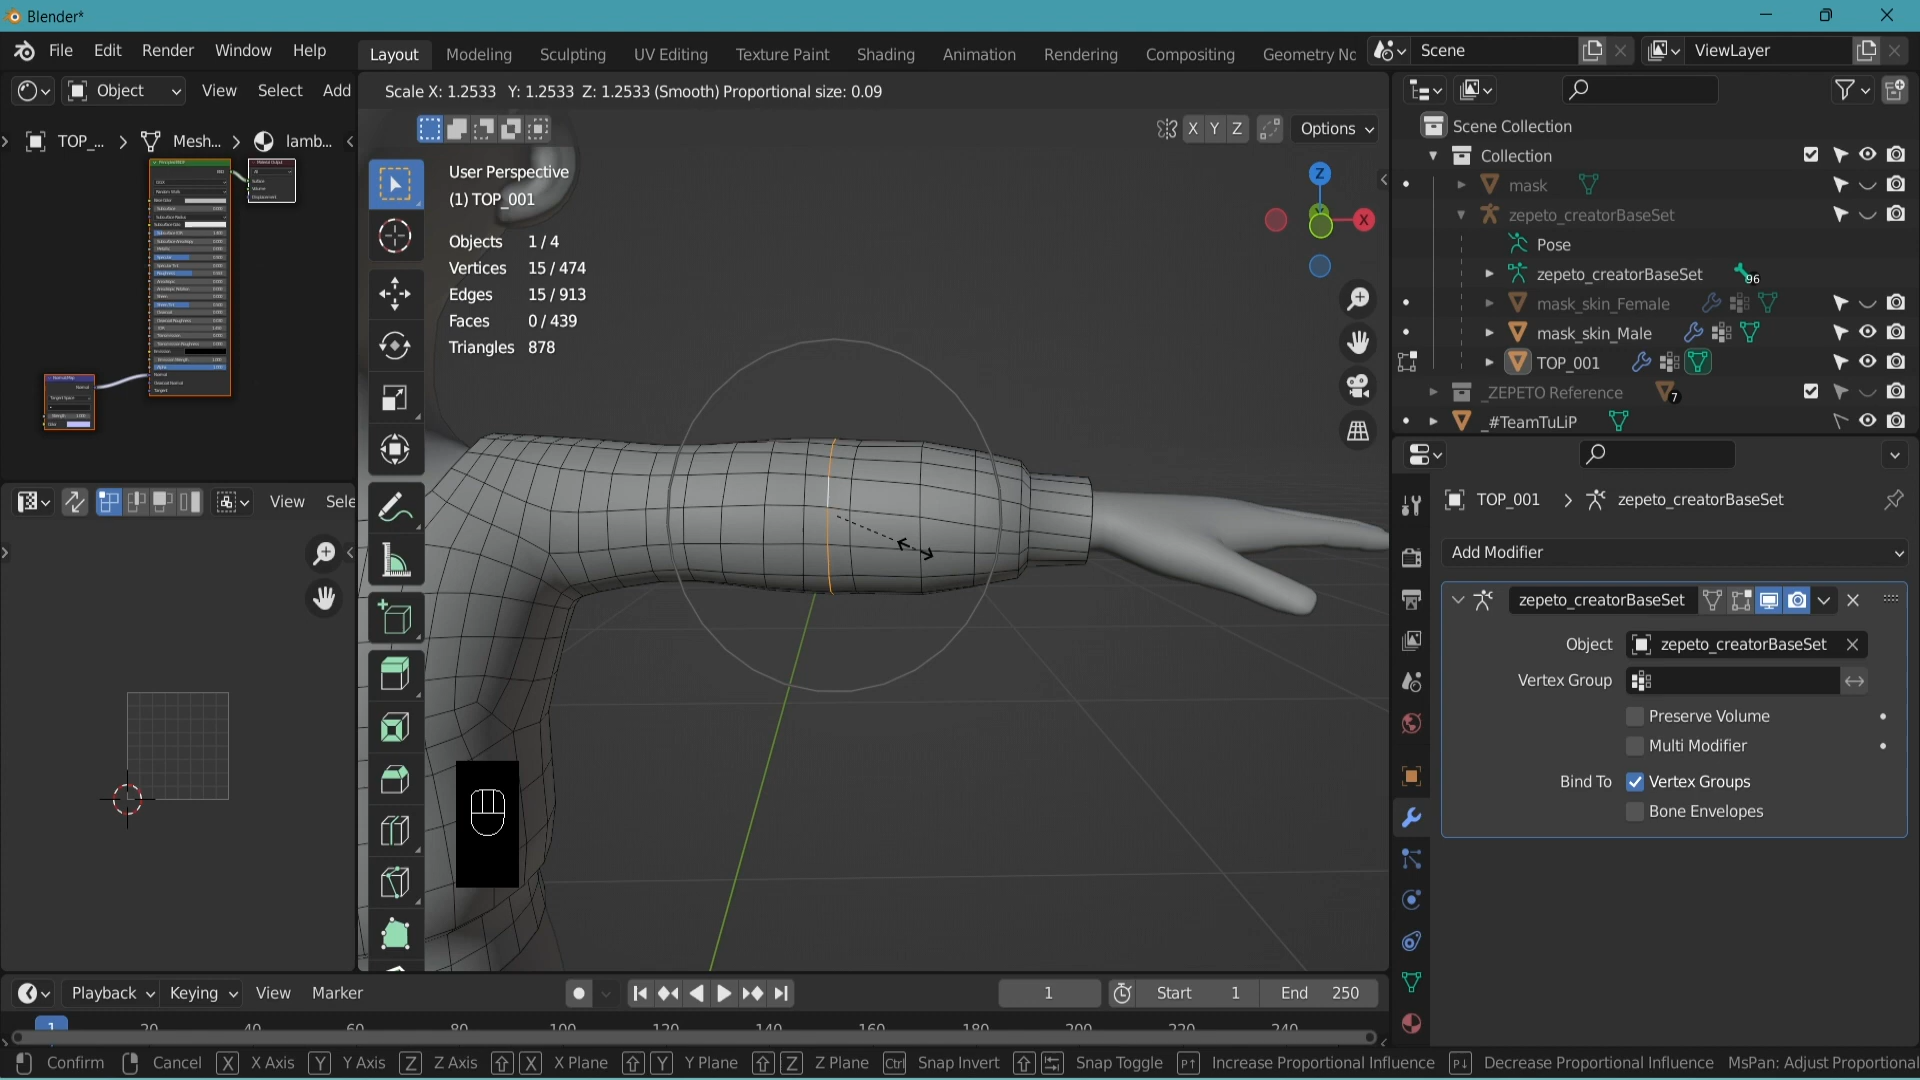 Blender*
File Edit Render Window Help
Layout Modeling Sculpting UV Editing Texture Paint Shading Animation Rendering Compositing Geometry Nc
Scene
ViewLayer
Object View Select Add
Scale X: 1.2533 Y: 1.2533 Z: 1.2533 (Smooth) Proportional size: 0.09
TOP_... Mesh... lamb...
X Y Z Options
User Perspective
(1) TOP_001
Objects 1/4
Vertices 15/474
Edges 15/913
Faces 0/439
Triangles 878
Z
X
Scene Collection
Collection
mask
zepeto_creatorBaseSet
Pose
zepeto_creatorBaseSet 96
mask_skin_Female
mask_skin_Male
TOP_001
_ZEPETO Reference 7
_#TeamTuLiP
View Sele
TOP_001 zepeto_creatorBaseSet
Add Modifier
zepeto_creatorBaseSet
Object zepeto_creatorBaseSet
Vertex Group
Preserve Volume
Multi Modifier
Bind To Vertex Groups
Bone Envelopes
Playback Keying View Marker
1 Start 1 End 250
1 20 40 60 80 100 120 140 160 180 200 220 240
Confirm Cancel X X Axis Y Y Axis Z Z Axis X X Plane Y Y Plane Z Z Plane Ctrl Snap Invert Snap Toggle Increase Proportional Influence Decrease Proportional Influence MsPan: Adjust Proportional